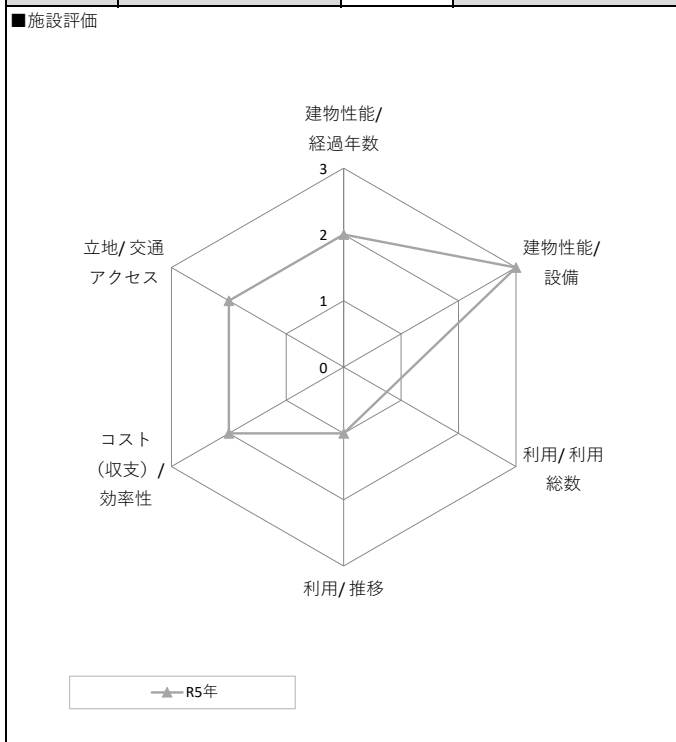 ■施設評価
建物性能/
経過年数
3
2
1
0
建物性能/
設備
利用/ 利用
総数
利用/ 推移
コスト
（収支）/
効率性
立地/ 交通
アクセス
R5年